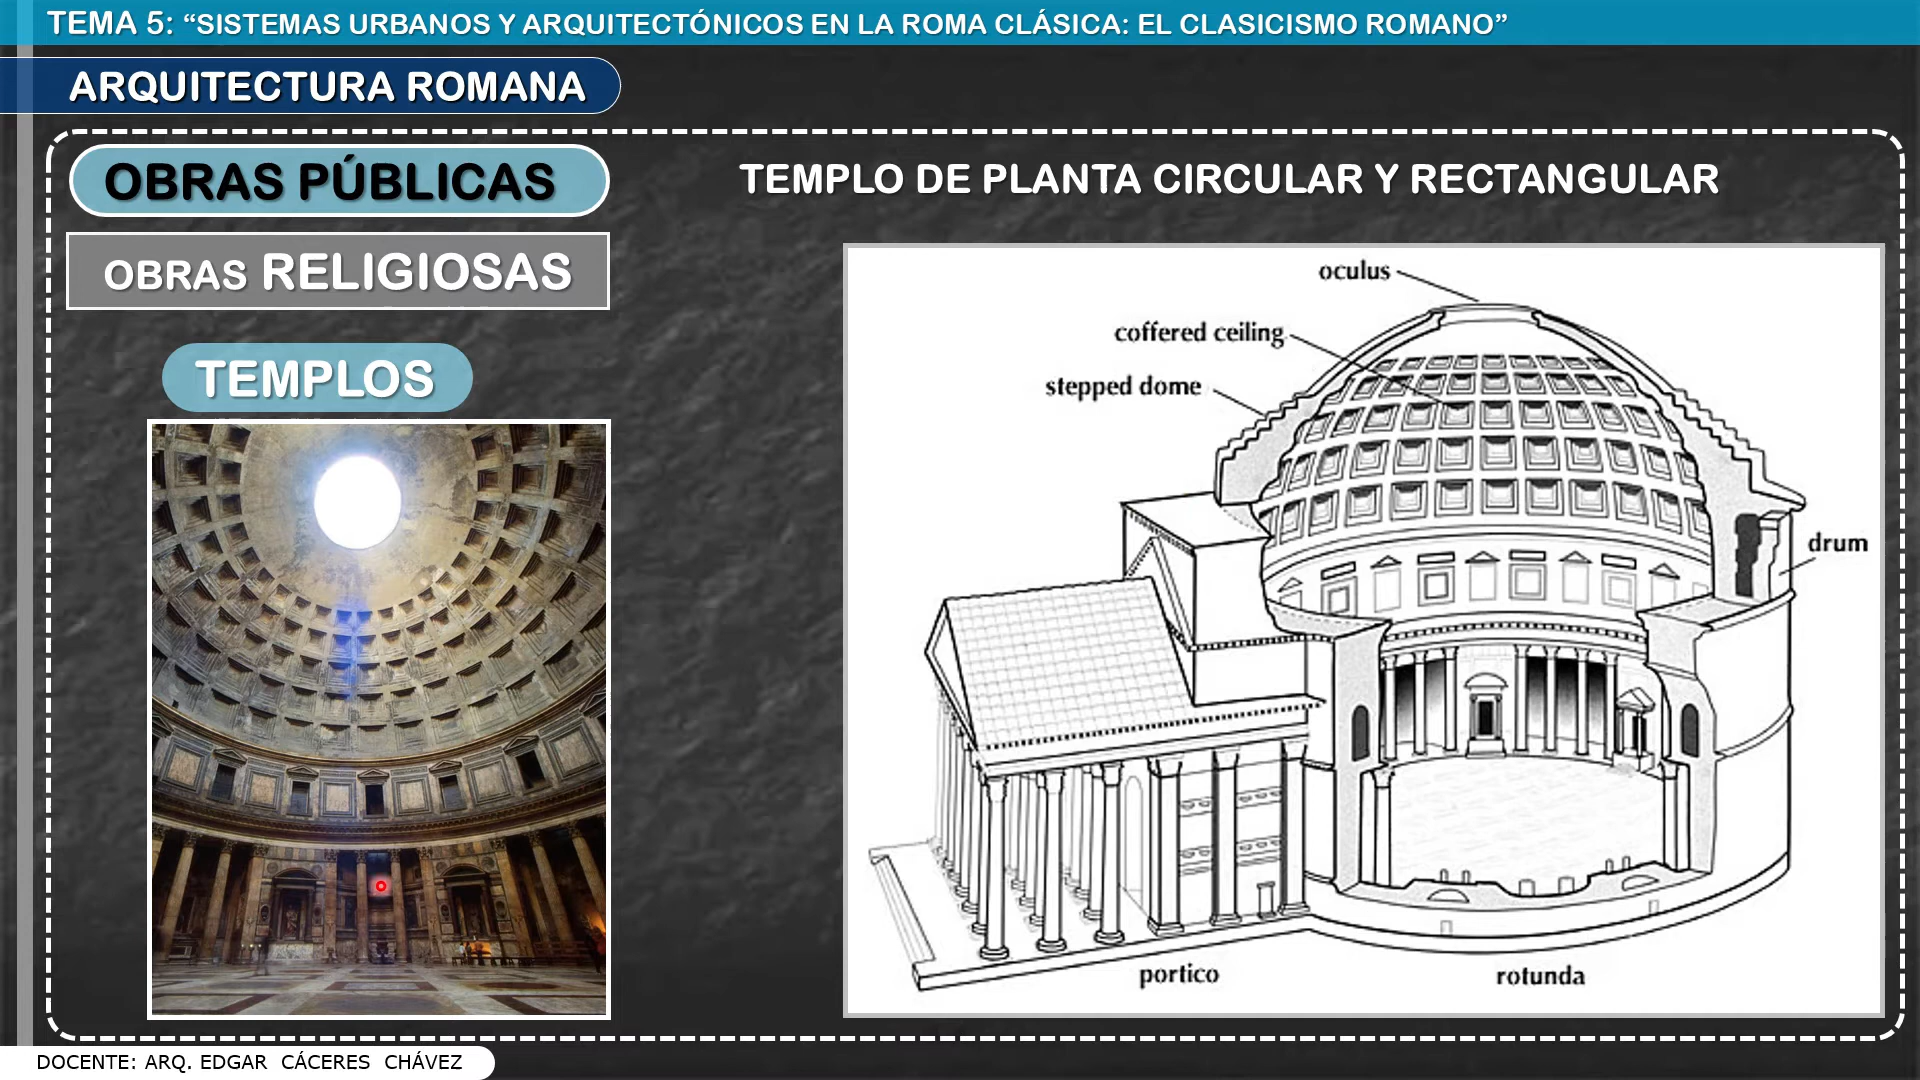 TEMA 5: “SISTEMAS URBANOS Y ARQUITECTÓNICOS EN LA ROMA CLÁSICA: EL CLASICISMO ROMANO”
ARQUITECTURA ROMANA
OBRAS PÚBLICAS
OBRAS RELIGIOSAS
TEMPLOS
TEMPLO DE PLANTA CIRCULAR Y RECTANGULAR
oculus
coffered ceiling
stepped dome
drum
portico
rotunda
DOCENTE: ARQ. EDGAR CÁCERES CHÁVEZ